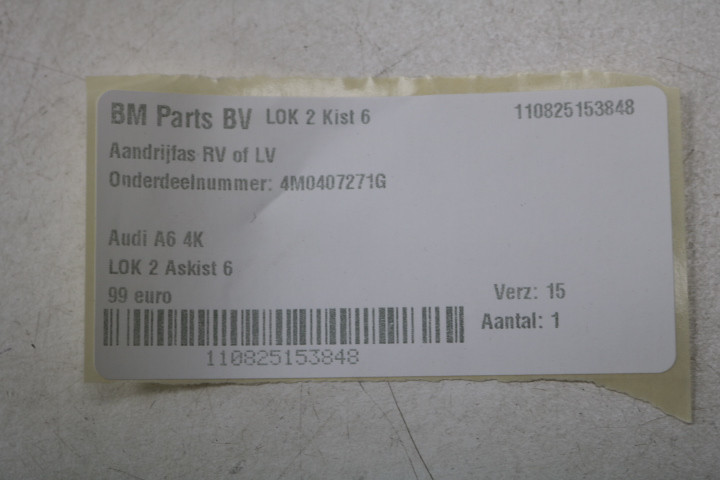 BM Parts BV LOK 2 Kist 6 110825153848
Aandrijfas RV of LV
Onderdeelnummer: 4M0407271G
Audi A6 4K
LOK 2 Askist 6
99 euro Verz: 15
Aantal: 1
110825153848